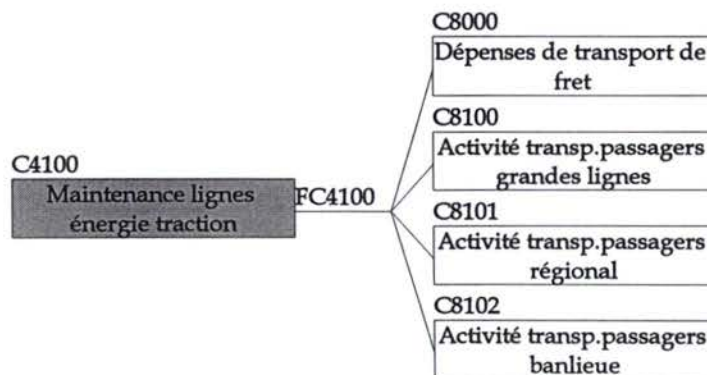 C8000
Dépenses de transport de
fret
C8100
Activité transp.passagers
grandes lignes
C4100
Maintenance lignes
énergie traction
FC4100
C8101
Activité transp.passagers
régional
C8102
Activité transp.passagers
banlieue